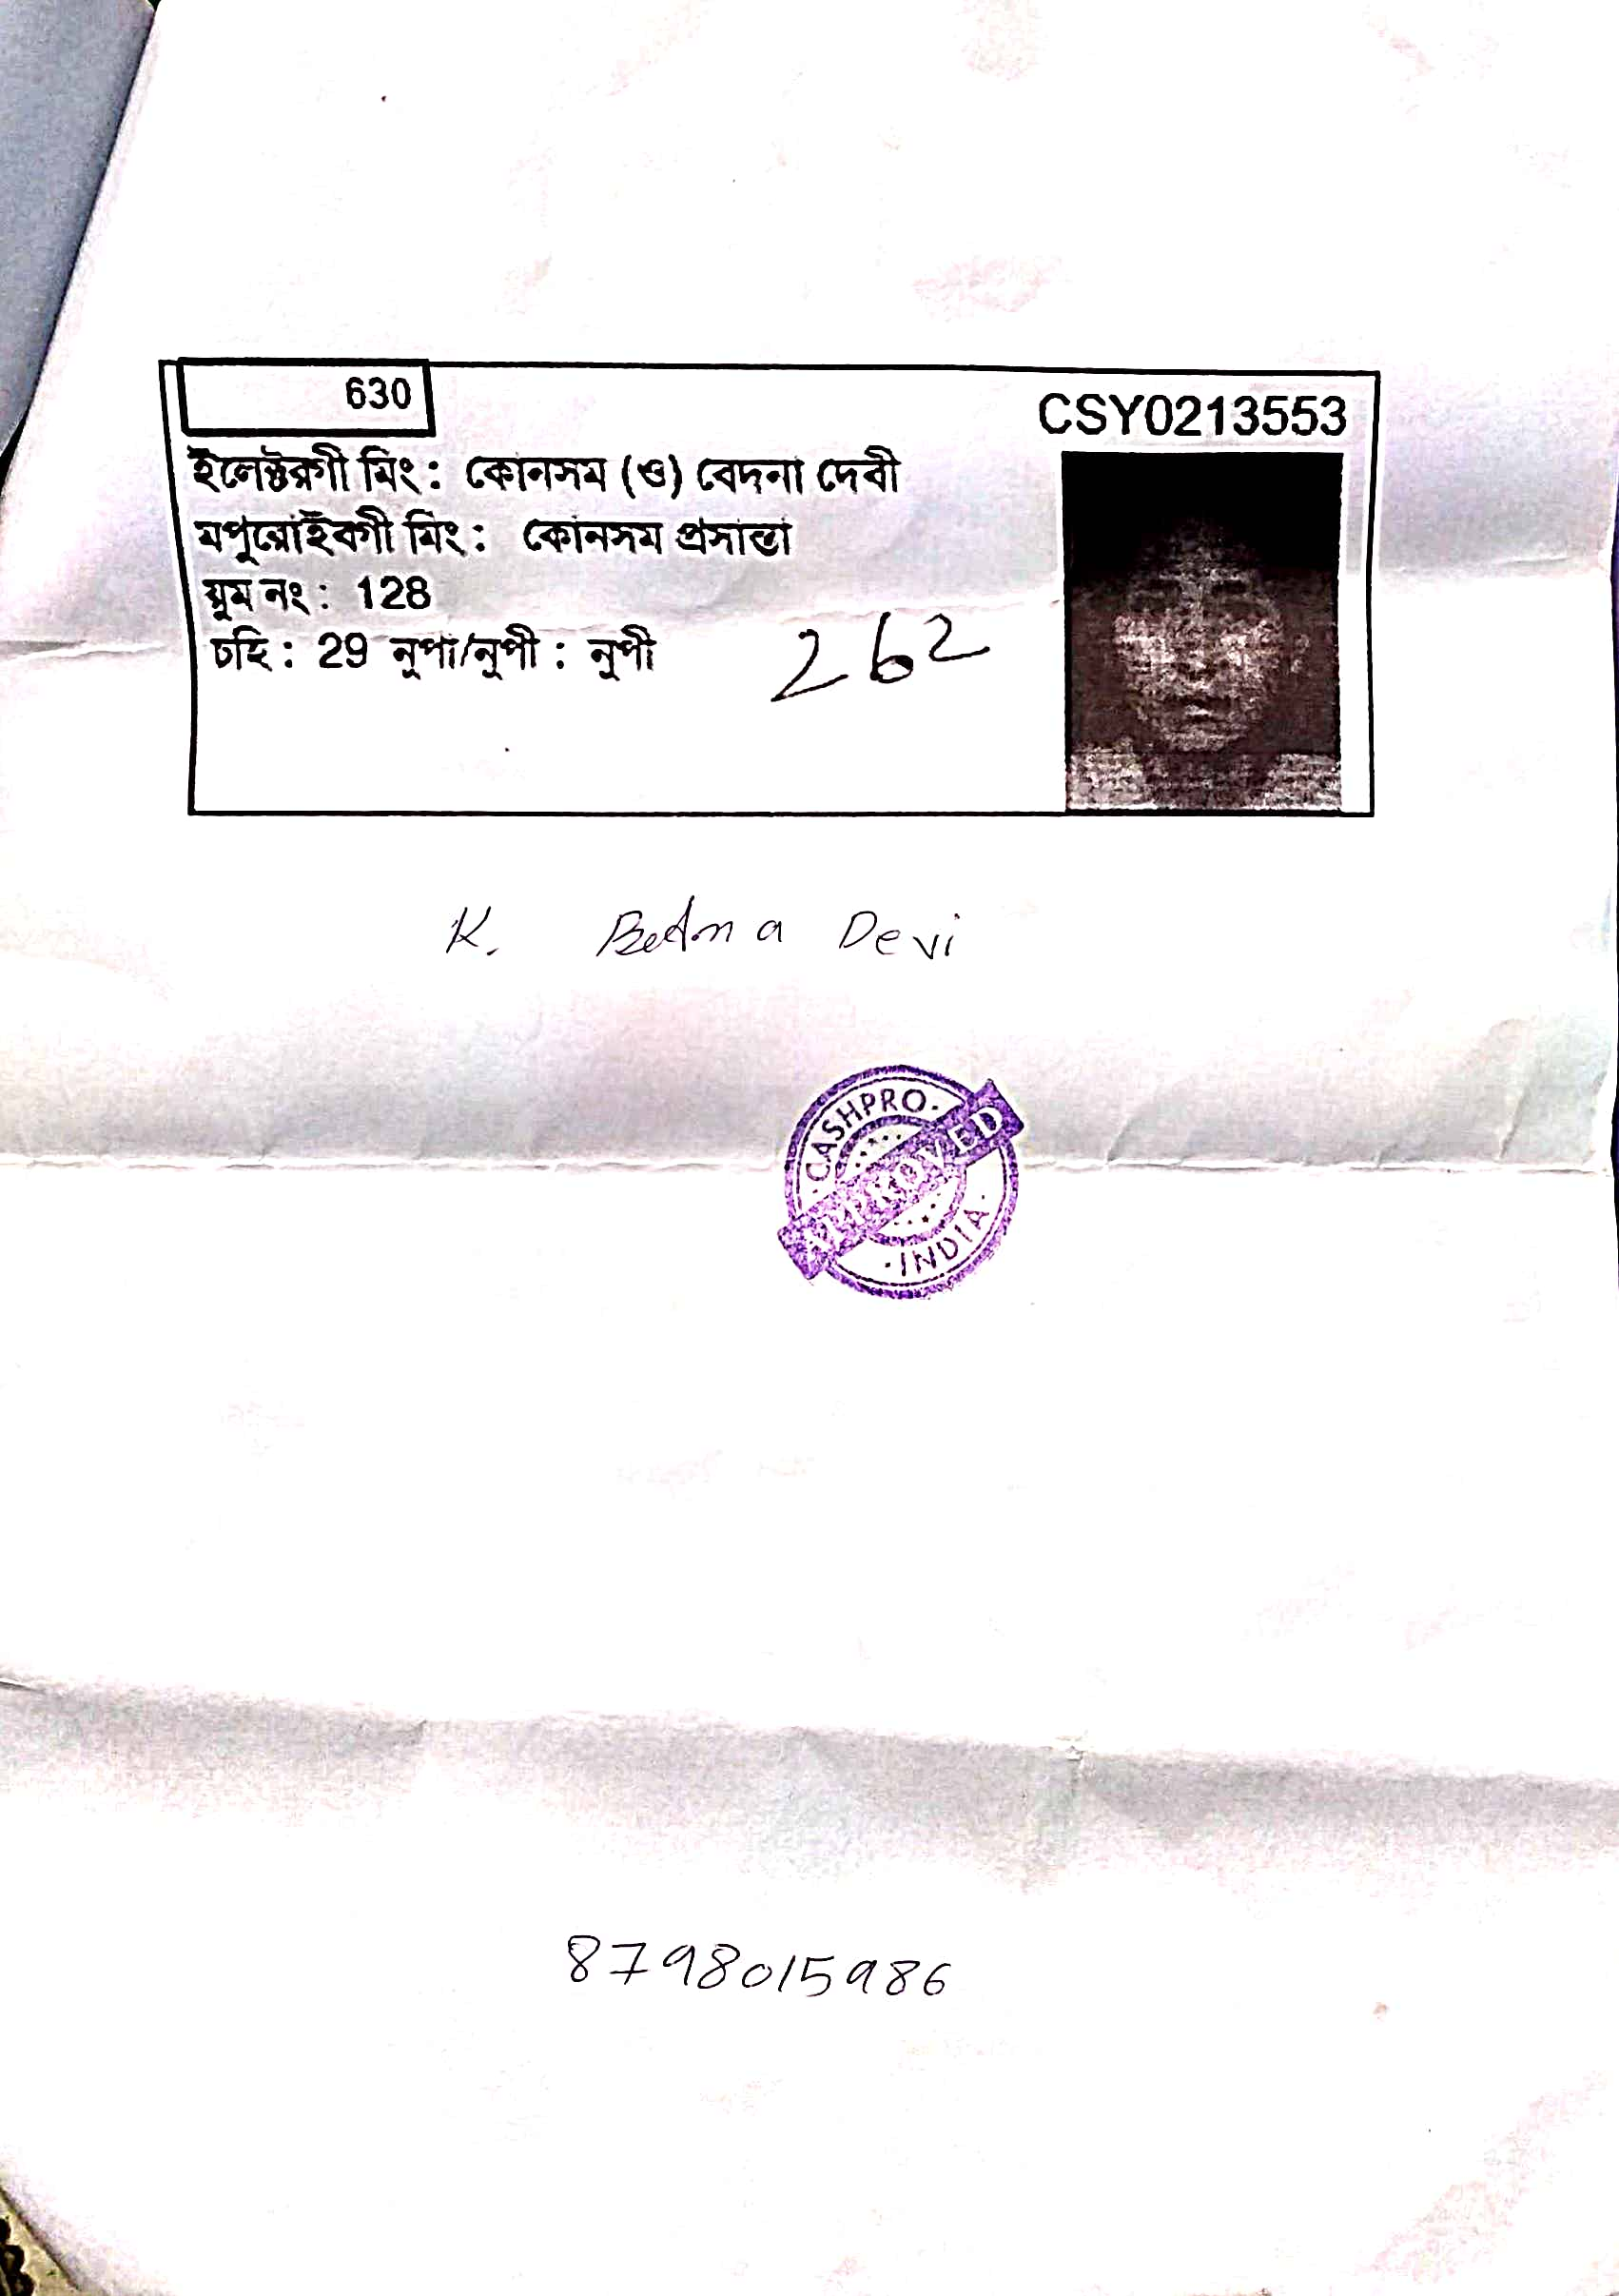 630
CSY0213553
ইলেক্টরগী মিং: কোনসম (ও) বেদনা দেবী
মপুরোইবগী মিং: কোনসম প্রসান্তা
য়ুম নং: 128
চহি: 29 নুপা/নুপী: নুপী
262
K. Bedna Devi
·CASHPRO·
APPROVED
·INDIA·
8798015986